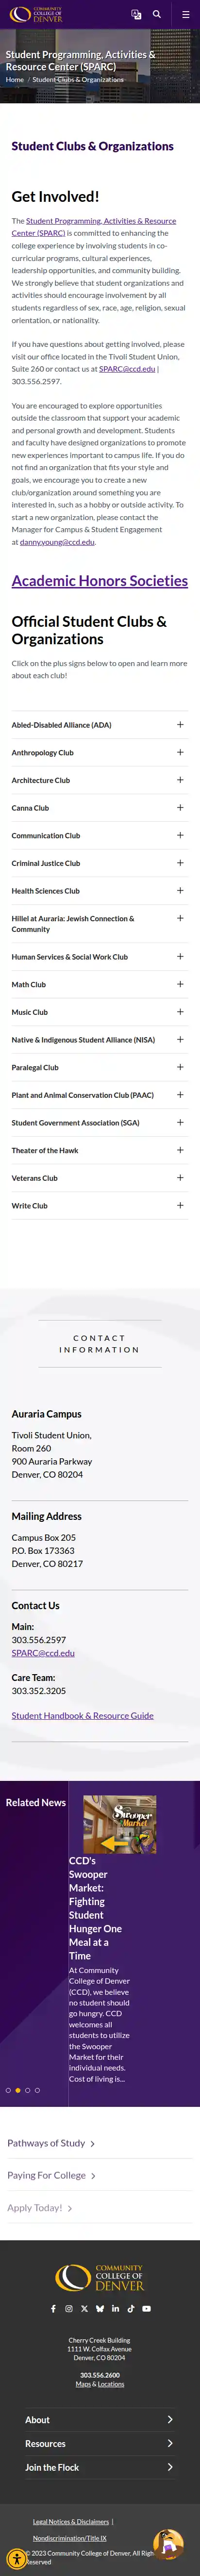 COMMUNITY
COLLEGE OF
DENVER
Student Programming, Activities &
Resource Center (SPARC)
Home / Student Clubs & Organizations
Student Clubs & Organizations
Get Involved!
The Student Programming, Activities & Resource
Center (SPARC) is committed to enhancing the
college experience by involving students in co-
curricular programs, cultural experiences,
leadership opportunities, and community building.
We strongly believe that student organizations and
activities should encourage involvement by all
students regardless of sex, race, age, religion, sexual
orientation, or nationality.
If you have questions about getting involved, please
visit our office located in the Tivoli Student Union,
Suite 260 or contact us at SPARC@ccd.edu |
303.556.2597.
You are encouraged to explore opportunities
outside the classroom that support your academic
and personal growth and development. Students
and faculty have designed organizations to promote
new experiences important to campus life. If you do
not find an organization that fits your style and
goals, we encourage you to create a new
club/organization around something you are
interested in, such as a hobby or outside activity. To
start a new organization, please contact the
Manager for Campus & Student Engagement
at danny.young@ccd.edu.
Academic Honors Societies
Official Student Clubs &
Organizations
Click on the plus signs below to open and learn more
about each club!
Abled-Disabled Alliance (ADA)
Anthropology Club
Architecture Club
Canna Club
Communication Club
Criminal Justice Club
Health Sciences Club
Hillel at Auraria: Jewish Connection &
Community
Human Services & Social Work Club
Math Club
Music Club
Native & Indigenous Student Alliance (NISA)
Paralegal Club
Plant and Animal Conservation Club (PAAC)
Student Government Association (SGA)
Theater of the Hawk
Veterans Club
Write Club
CONTACT
INFORMATION
Auraria Campus
Tivoli Student Union,
Room 260
900 Auraria Parkway
Denver, CO 80204
Mailing Address
Campus Box 205
P.O. Box 173363
Denver, CO 80217
Contact Us
Main:
303.556.2597
SPARC@ccd.edu
Care Team:
303.352.3205
Student Handbook & Resource Guide
Related News
Swooper
Market
CCD's
Swooper
Market:
Fighting
Student
Hunger One
Meal at a
Time
At Community
College of Denver
(CCD), we believe
no student should
go hungry. CCD
welcomes all
students to utilize
the Swooper
Market for their
individual needs.
Cost of living is...
Pathways of Study
Paying For College
Apply Today!
COMMUNITY
COLLEGE OF
DENVER
Cherry Creek Building
1111 W. Colfax Avenue
Denver, CO 80204
303.556.2600
Maps & Locations
About
Resources
Join the Flock
Legal Notices & Disclaimers |
Nondiscrimination/Title IX
© 2023 Community College of Denver, All Righ
Reserved